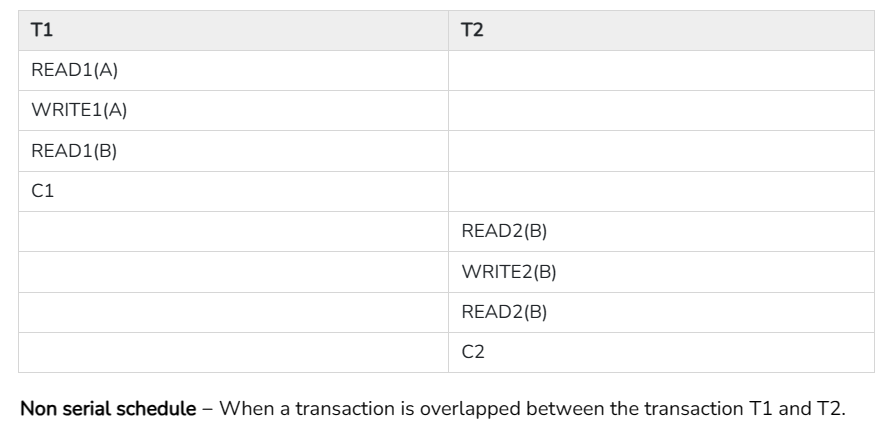 T1 T2
READ1(A)
WRITE1(A)
READ1(B)
C1
READ2(B)
WRITE2(B)
READ2(B)
C2
Non serial schedule – When a transaction is overlapped between the transaction T1 and T2.